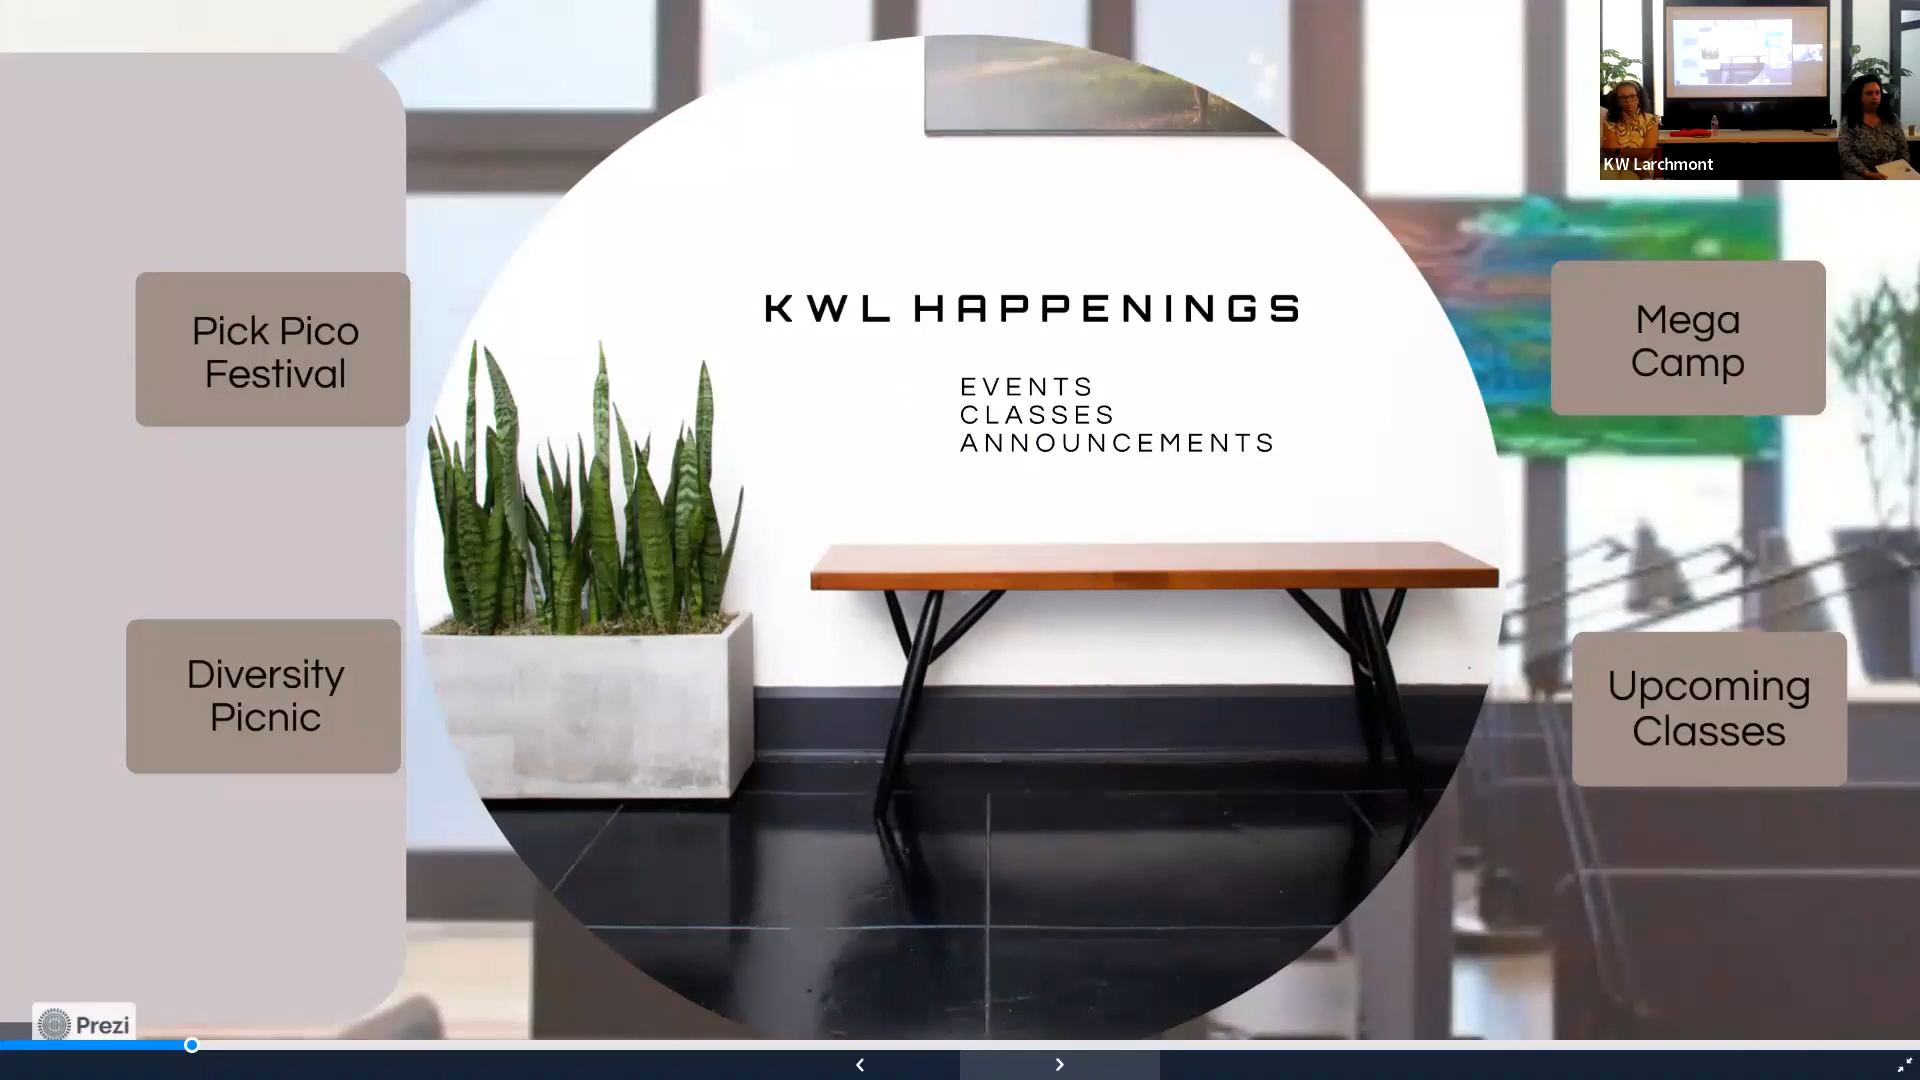 KW Larchmont
KWL HAPPENINGS
EVENTS
CLASSES
ANNOUNCEMENTS
Pick Pico
Festival
Diversity
Picnic
Mega
Camp
Upcoming
Classes
Prezi